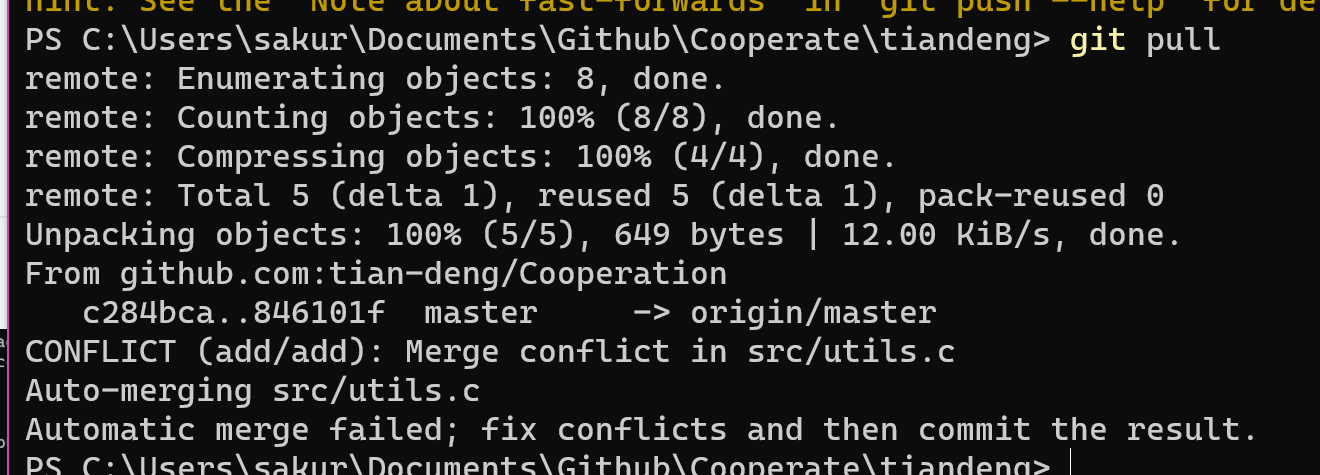 hint: See the 'Note about fast-forwards' in 'git push --help' for de
PS C:\Users\sakur\Documents\Github\Cooperate\tiandeng> git pull
remote: Enumerating objects: 8, done.
remote: Counting objects: 100% (8/8), done.
remote: Compressing objects: 100% (4/4), done.
remote: Total 5 (delta 1), reused 5 (delta 1), pack-reused 0
Unpacking objects: 100% (5/5), 649 bytes | 12.00 KiB/s, done.
From github.com:tian-deng/Cooperation
   c284bca..846101f  master     -> origin/master
CONFLICT (add/add): Merge conflict in src/utils.c
Auto-merging src/utils.c
Automatic merge failed; fix conflicts and then commit the result.
PS C:\Users\sakur\Documents\Github\Cooperate\tiandeng>